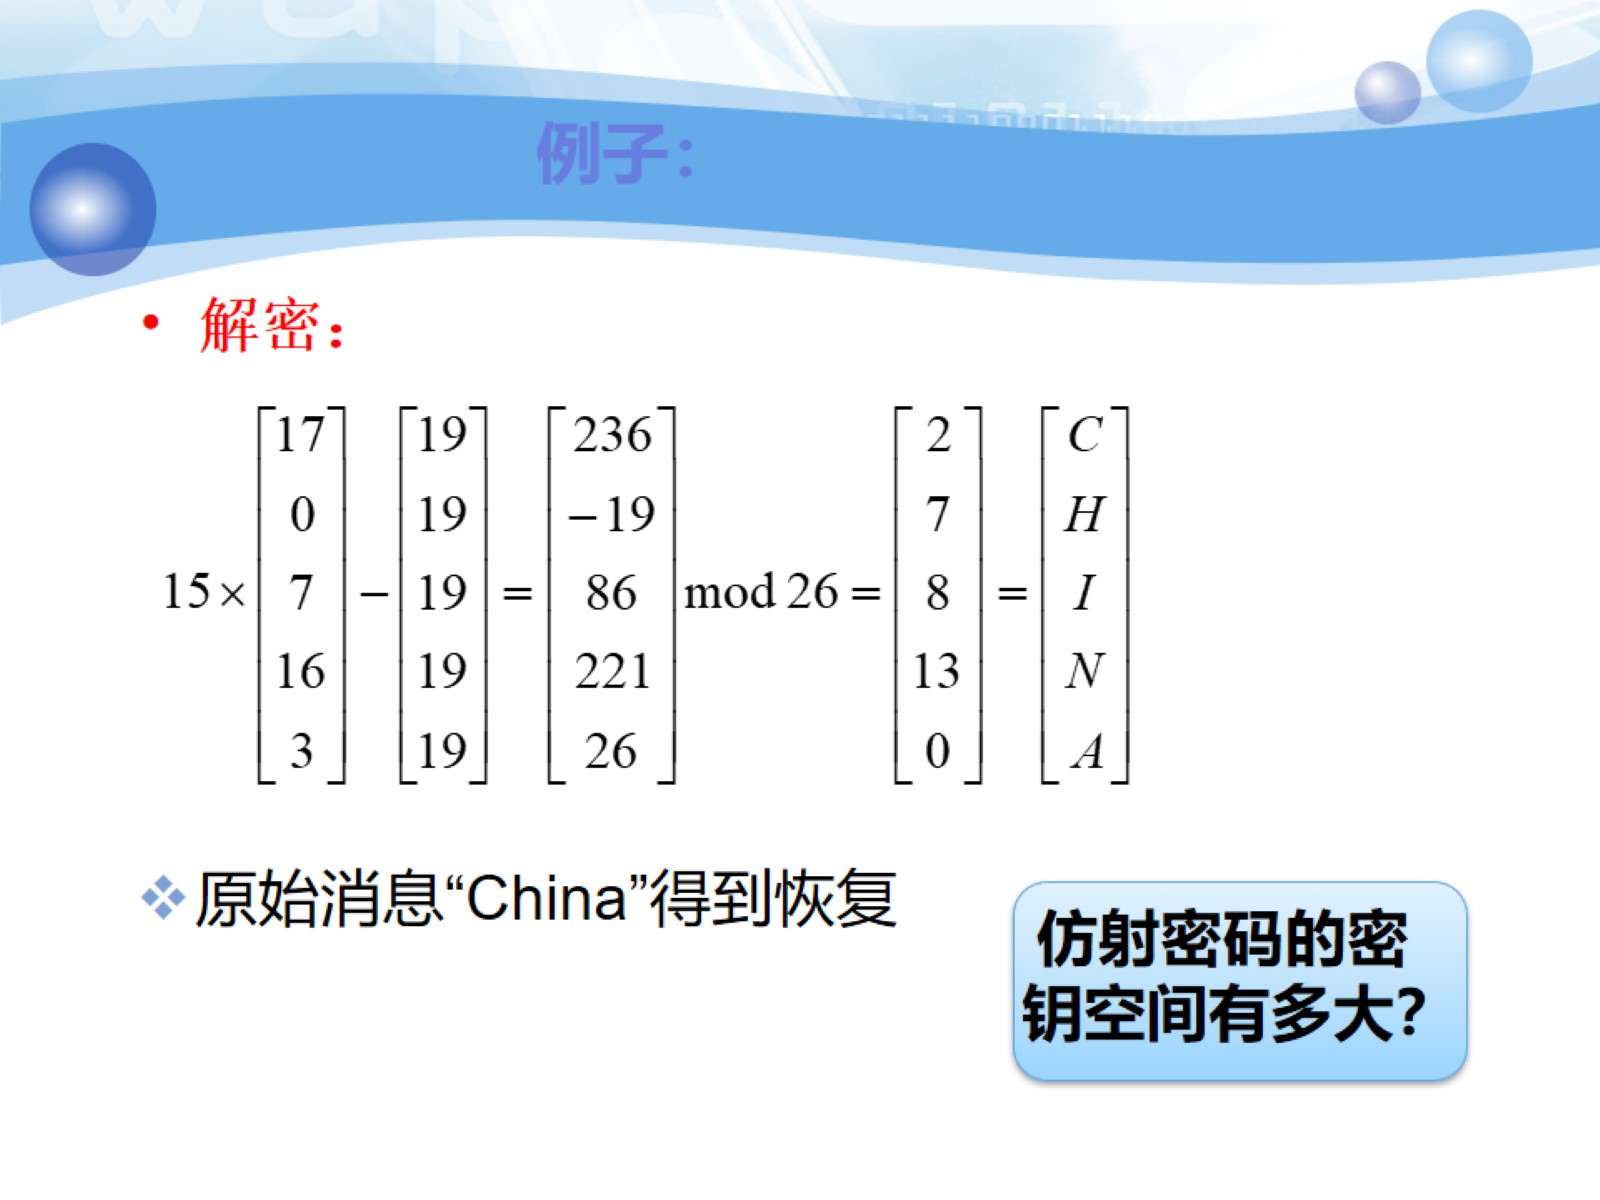 例子：
• 解密：
15× [17 0 7 16 3] − [19 19 19 19 19] = [236 −19 86 221 26] mod 26 = [2 7 8 13 0] = [C H I N A]
❖原始消息“China”得到恢复
仿射密码的密
钥空间有多大？